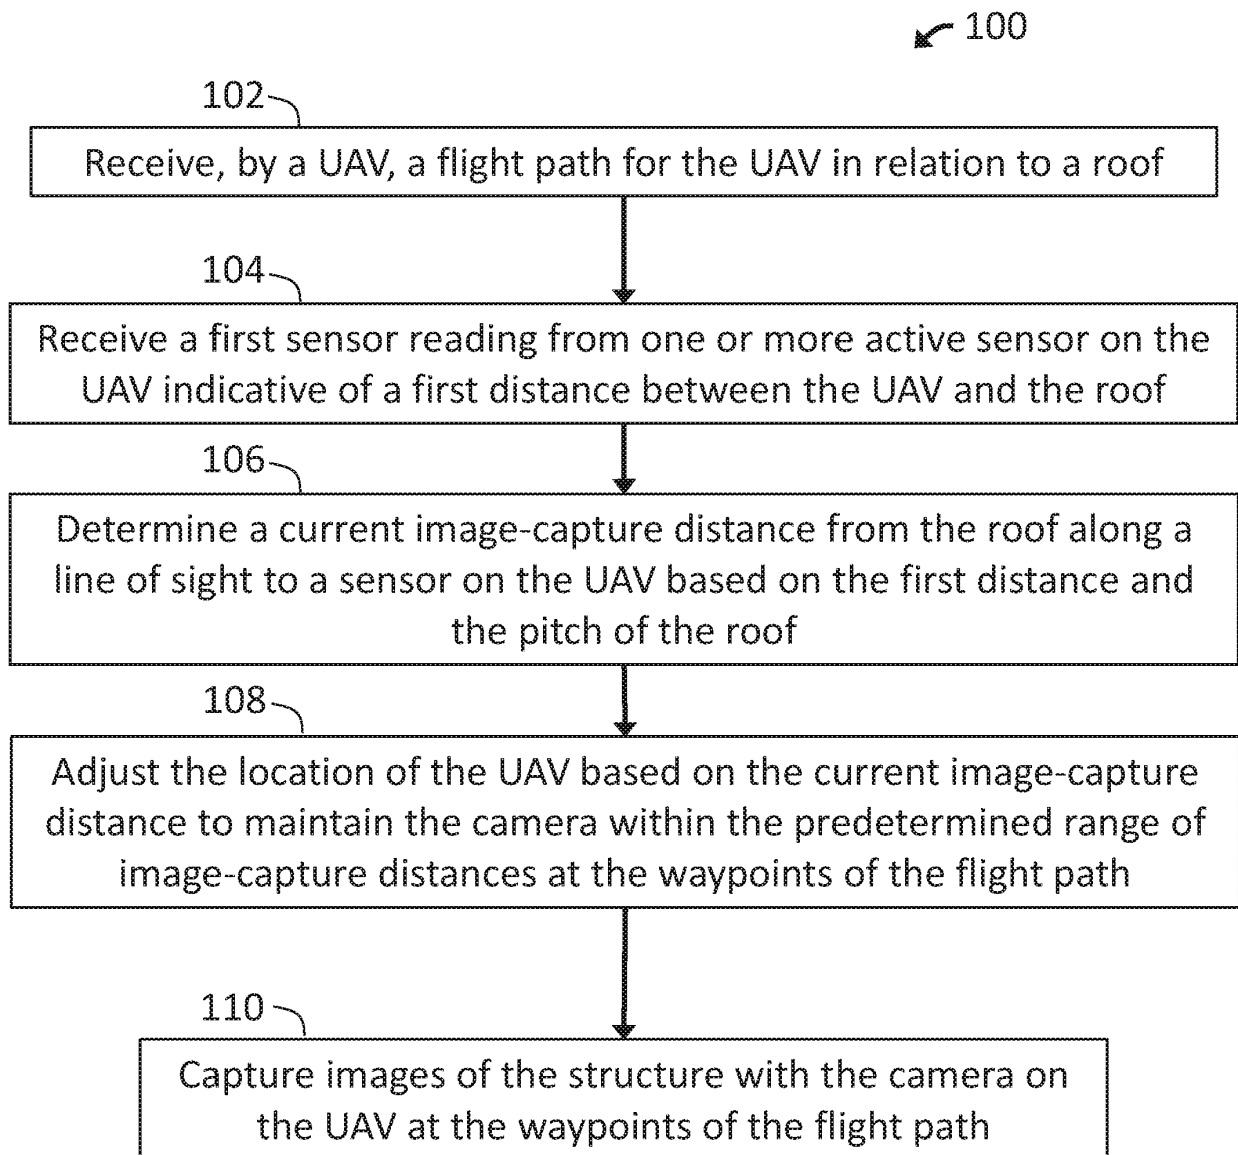 100
102
Receive, by a UAV, a flight path for the UAV in relation to a roof
104
Receive a first sensor reading from one or more active sensor on the
UAV indicative of a first distance between the UAV and the roof
106
Determine a current image-capture distance from the roof along a
line of sight to a sensor on the UAV based on the first distance and
the pitch of the roof
108
Adjust the location of the UAV based on the current image-capture
distance to maintain the camera within the predetermined range of
image-capture distances at the waypoints of the flight path
110
Capture images of the structure with the camera on
the UAV at the waypoints of the flight path